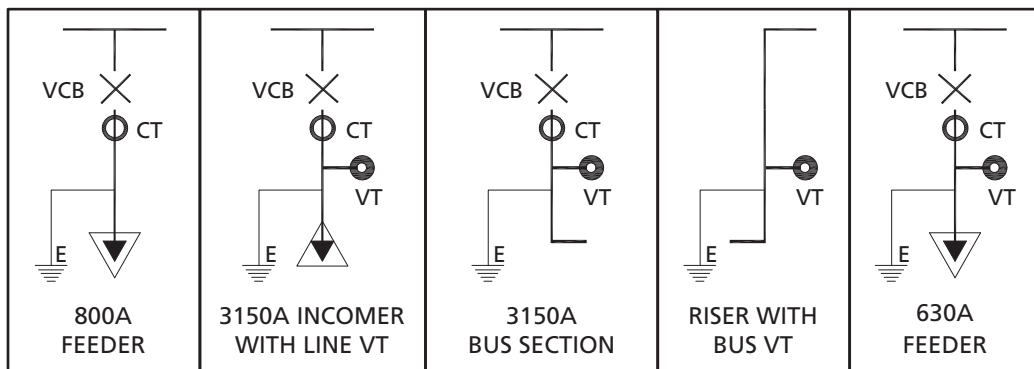 VCB
CT
E
800A
FEEDER
VCB
CT
VT
E
3150A INCOMER
WITH LINE VT
VCB
CT
VT
E
3150A
BUS SECTION
VT
E
RISER WITH
BUS VT
VCB
CT
VT
E
630A
FEEDER